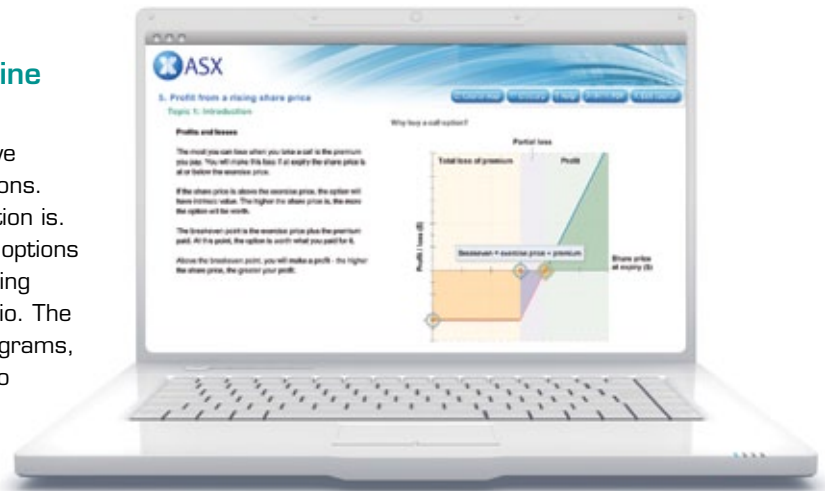 ine
ve
ons.
tion is.
options
ing
io. The
grams,
o
ASX
5. Profit from a rising share price
Topic 1: Introduction
Profits and losses
The most you can lose when you take a call is the premium
you pay. You will make this loss if at expiry the share price is
at or below the exercise price.
If the share price is above the exercise price, the option will
have intrinsic value. The higher the share price is, the more
the option will be worth.
The breakeven point is the exercise price plus the premium
paid. At this point, the option is worth what you paid for it.
Above the breakeven point, you will make a profit - the higher
the share price, the greater your profit.
Why buy a call option?
Partial loss
Total loss of premium
Profit
Profit / loss ($)
Breakeven = exercise price + premium
Share price
at expiry ($)